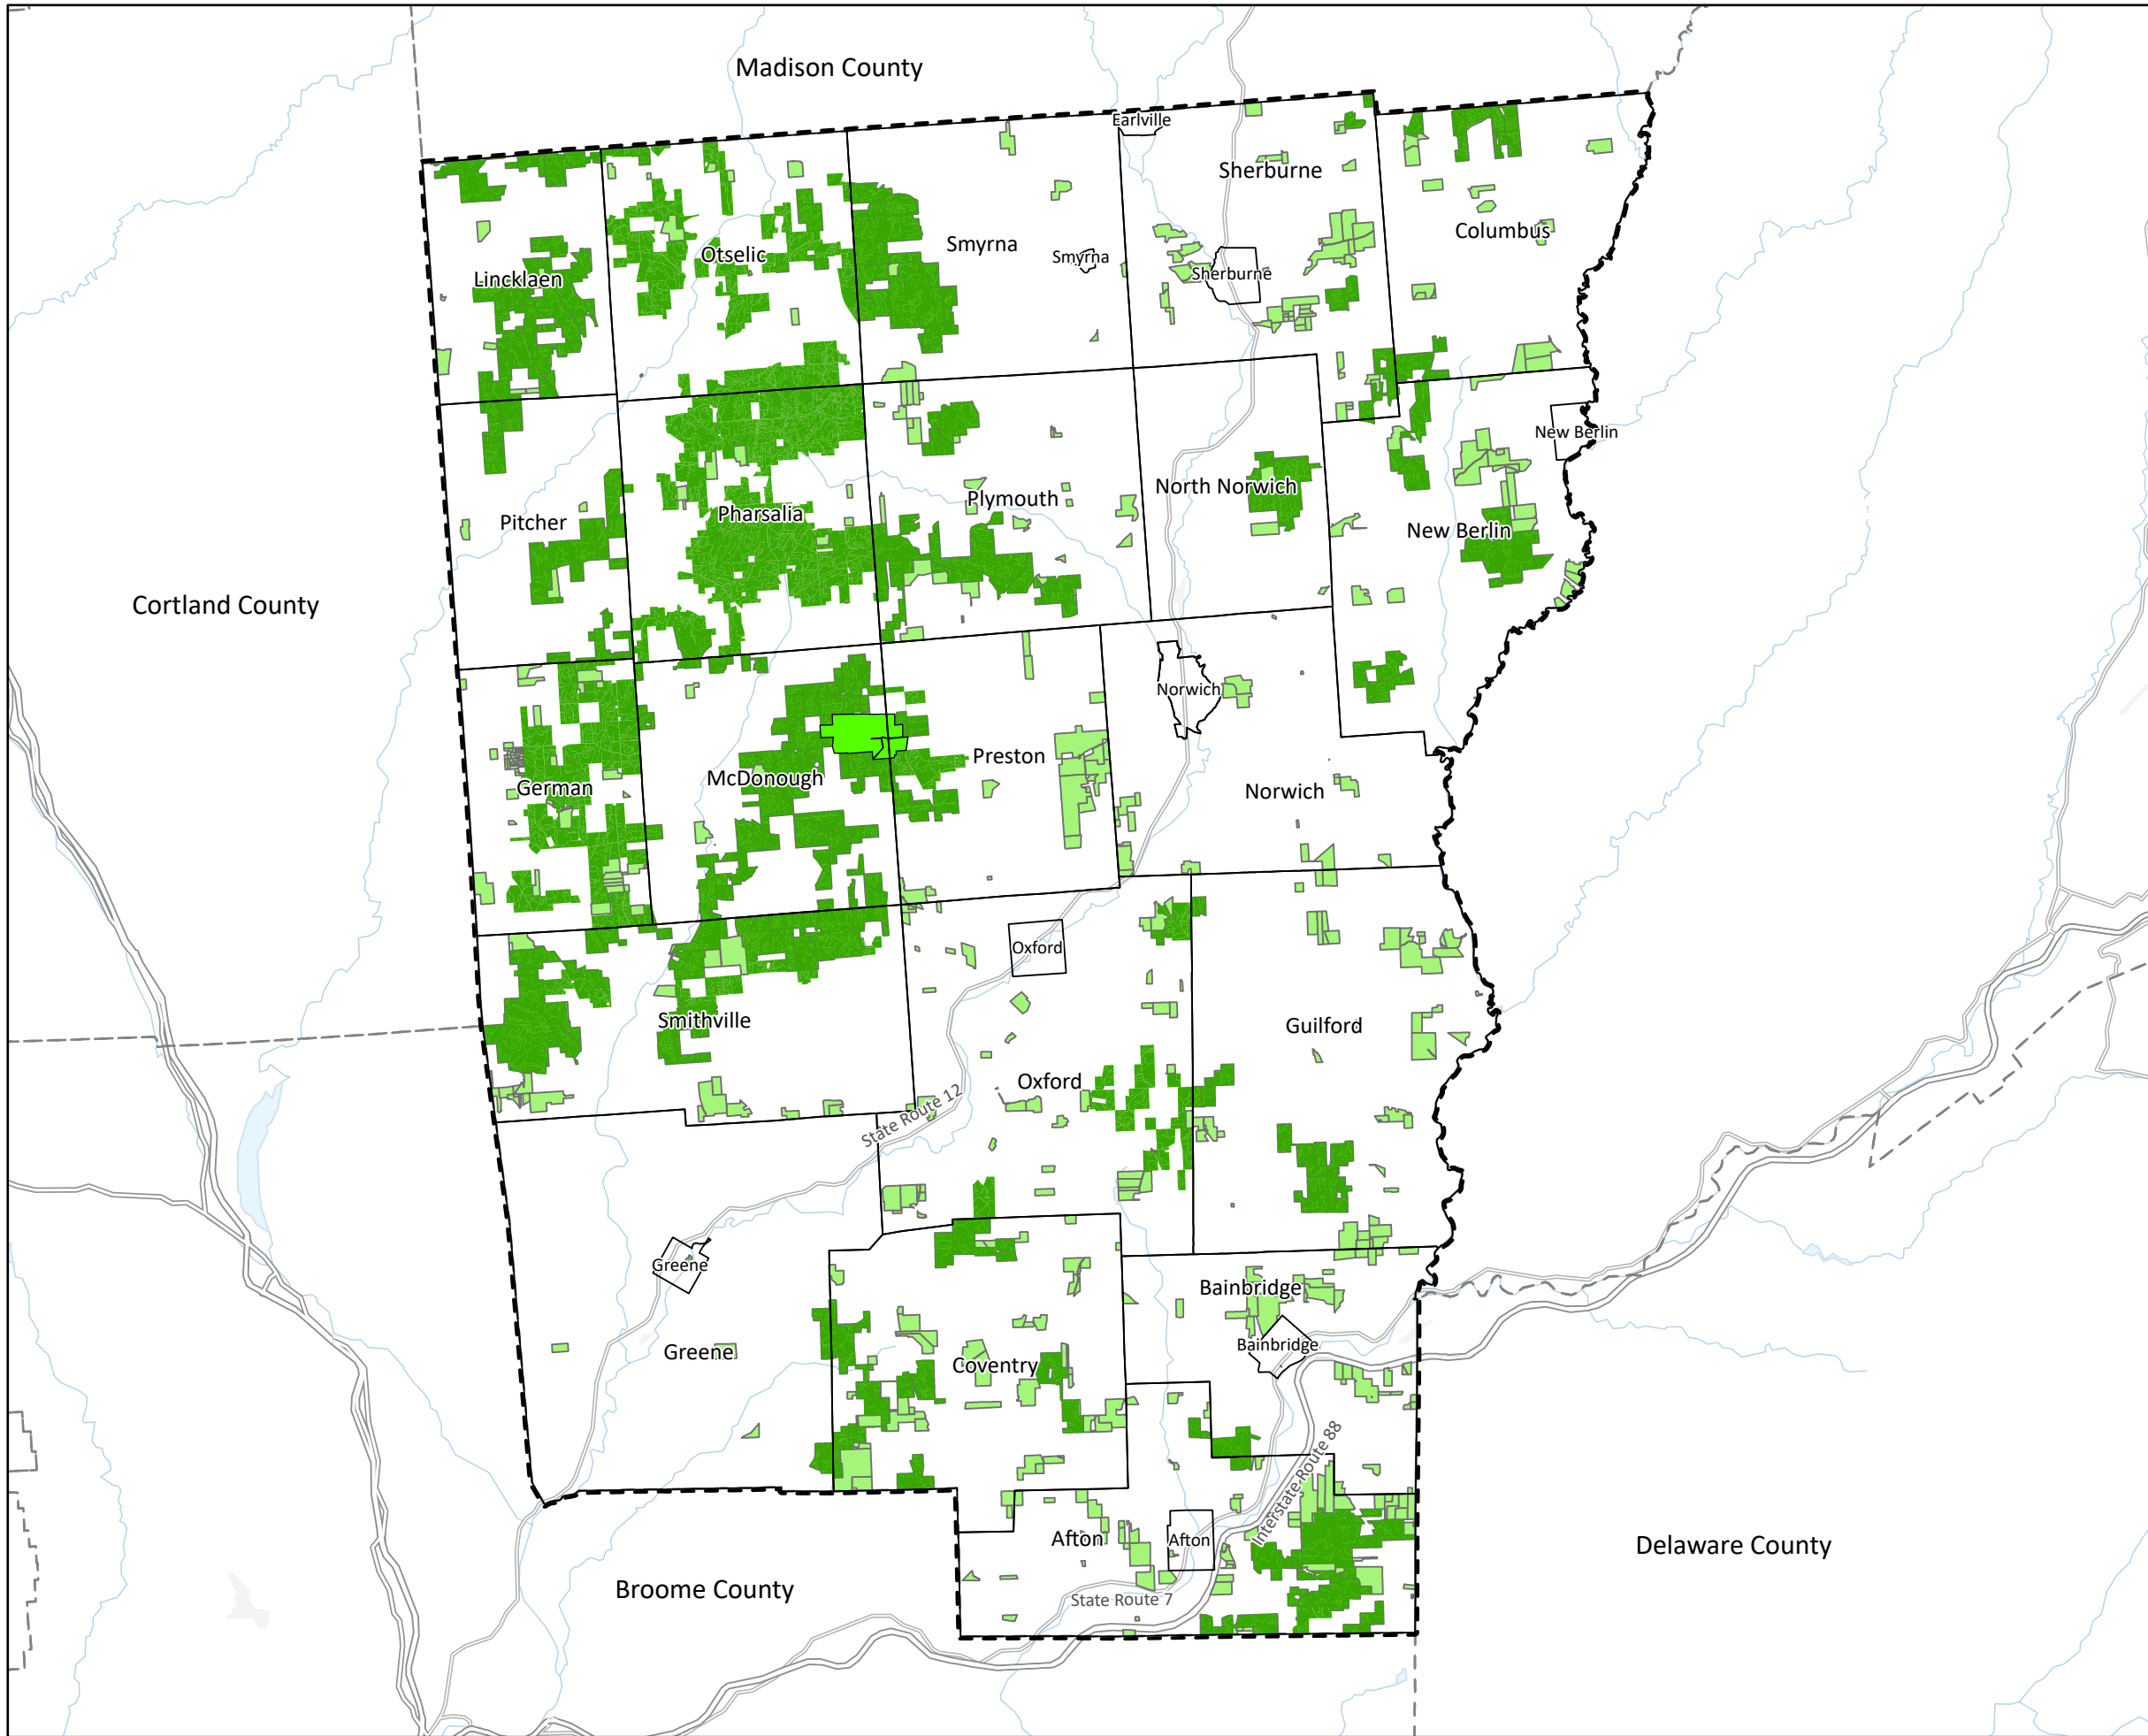 Madison County
Earlville
Sherburne
Columbus
Smyrna
Otselic
Smyrna
Sherburne
Lincklaen
New Berlin
North Norwich
Plymouth
Pharsalia
Pitcher
New Berlin
Cortland County
Norwich
Preston
McDonough
German
Norwich
Oxford
Smithville
Guilford
Oxford
State Route 12
Greene
Bainbridge
Bainbridge
Greene
Coventry
Interstate Route 88
Afton
Afton
Delaware County
Broome County
State Route 7